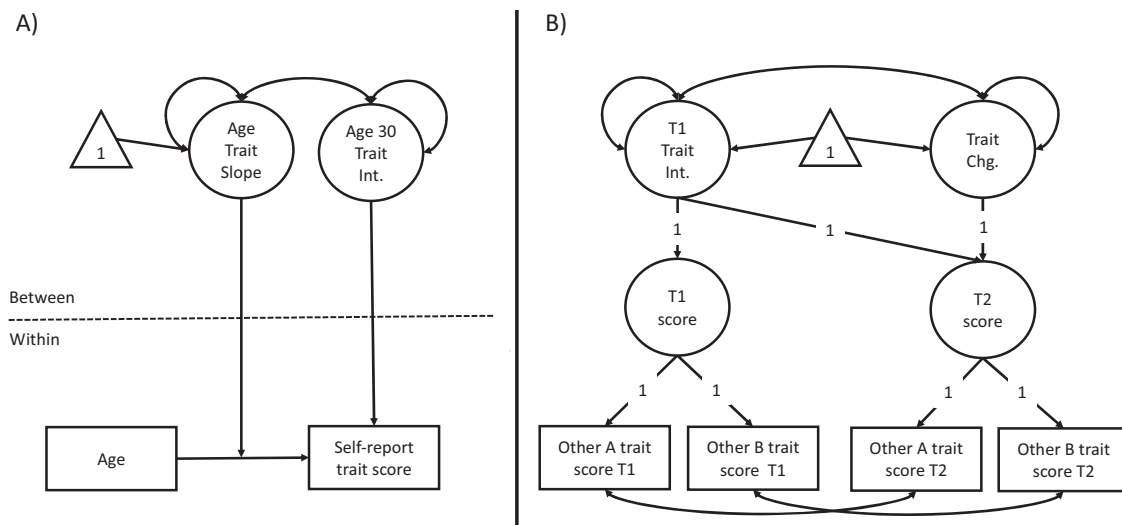 A)
1
Age
Trait
Slope
Age 30
Trait
Int.
Between
Within
Age
Self-report
trait score
B)
T1
Trait
Int.
1
Trait
Chg.
1
1
1
T1
score
T2
score
1
1
1
1
Other A trait
score T1
Other B trait
score T1
Other A trait
score T2
Other B trait
score T2